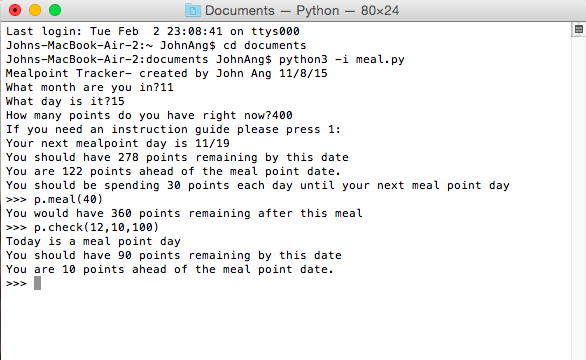 Documents — Python — 80×24
Last login: Tue Feb  2 23:08:41 on ttys000
Johns-MacBook-Air-2:~ JohnAng$ cd documents
Johns-MacBook-Air-2:documents JohnAng$ python3 -i meal.py
Mealpoint Tracker- created by John Ang 11/8/15
What month are you in?11
What day is it?15
How many points do you have right now?400
If you need an instruction guide please press 1:
Your next mealpoint day is 11/19
You should have 278 points remaining by this date
You are 122 points ahead of the meal point date.
You should be spending 30 points each day until your next meal point day
>>> p.meal(40)
You would have 360 points remaining after this meal
>>> p.check(12,10,100)
Today is a meal point day
You should have 90 points remaining by this date
You are 10 points ahead of the meal point date.
>>>